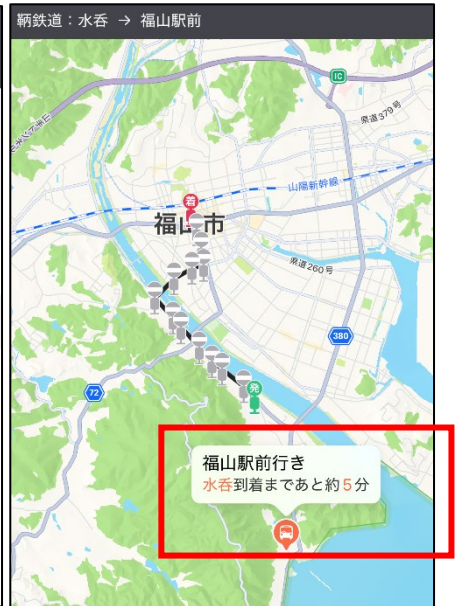 鞆鉄道：水呑 → 福山駅前
IC
県道379号
山陽新幹線
着
福山市
県道260号
380
発
72
福山駅前行き
水呑到着まであと約5分